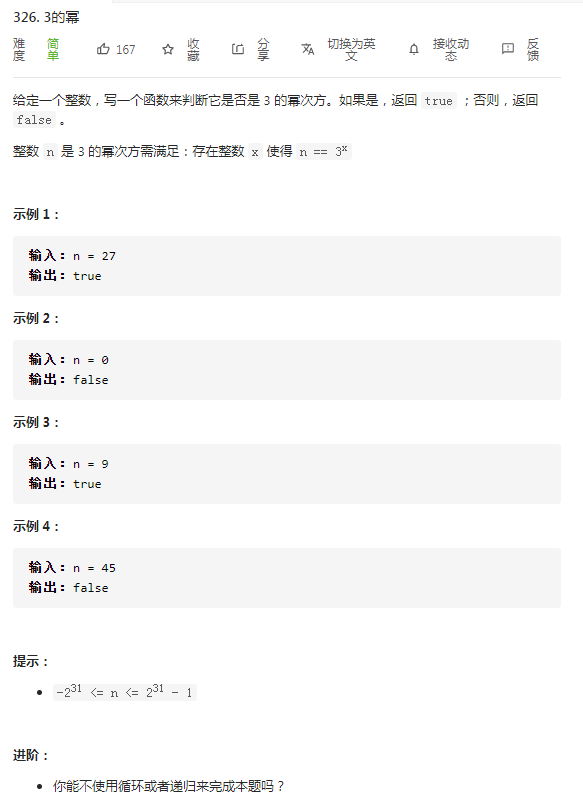 326. 3的幂
难度 简单 167 收藏 分享 切换为英文 接收动态 反馈
给定一个整数，写一个函数来判断它是否是 3 的幂次方。如果是，返回 true ；否则，返回
false 。
整数 n 是 3 的幂次方需满足：存在整数 x 使得 n == 3ˣ
示例 1：
输入：n = 27
输出：true
示例 2：
输入：n = 0
输出：false
示例 3：
输入：n = 9
输出：true
示例 4：
输入：n = 45
输出：false
提示：
• -2³¹ <= n <= 2³¹ - 1
进阶：
• 你能不使用循环或者递归来完成本题吗？